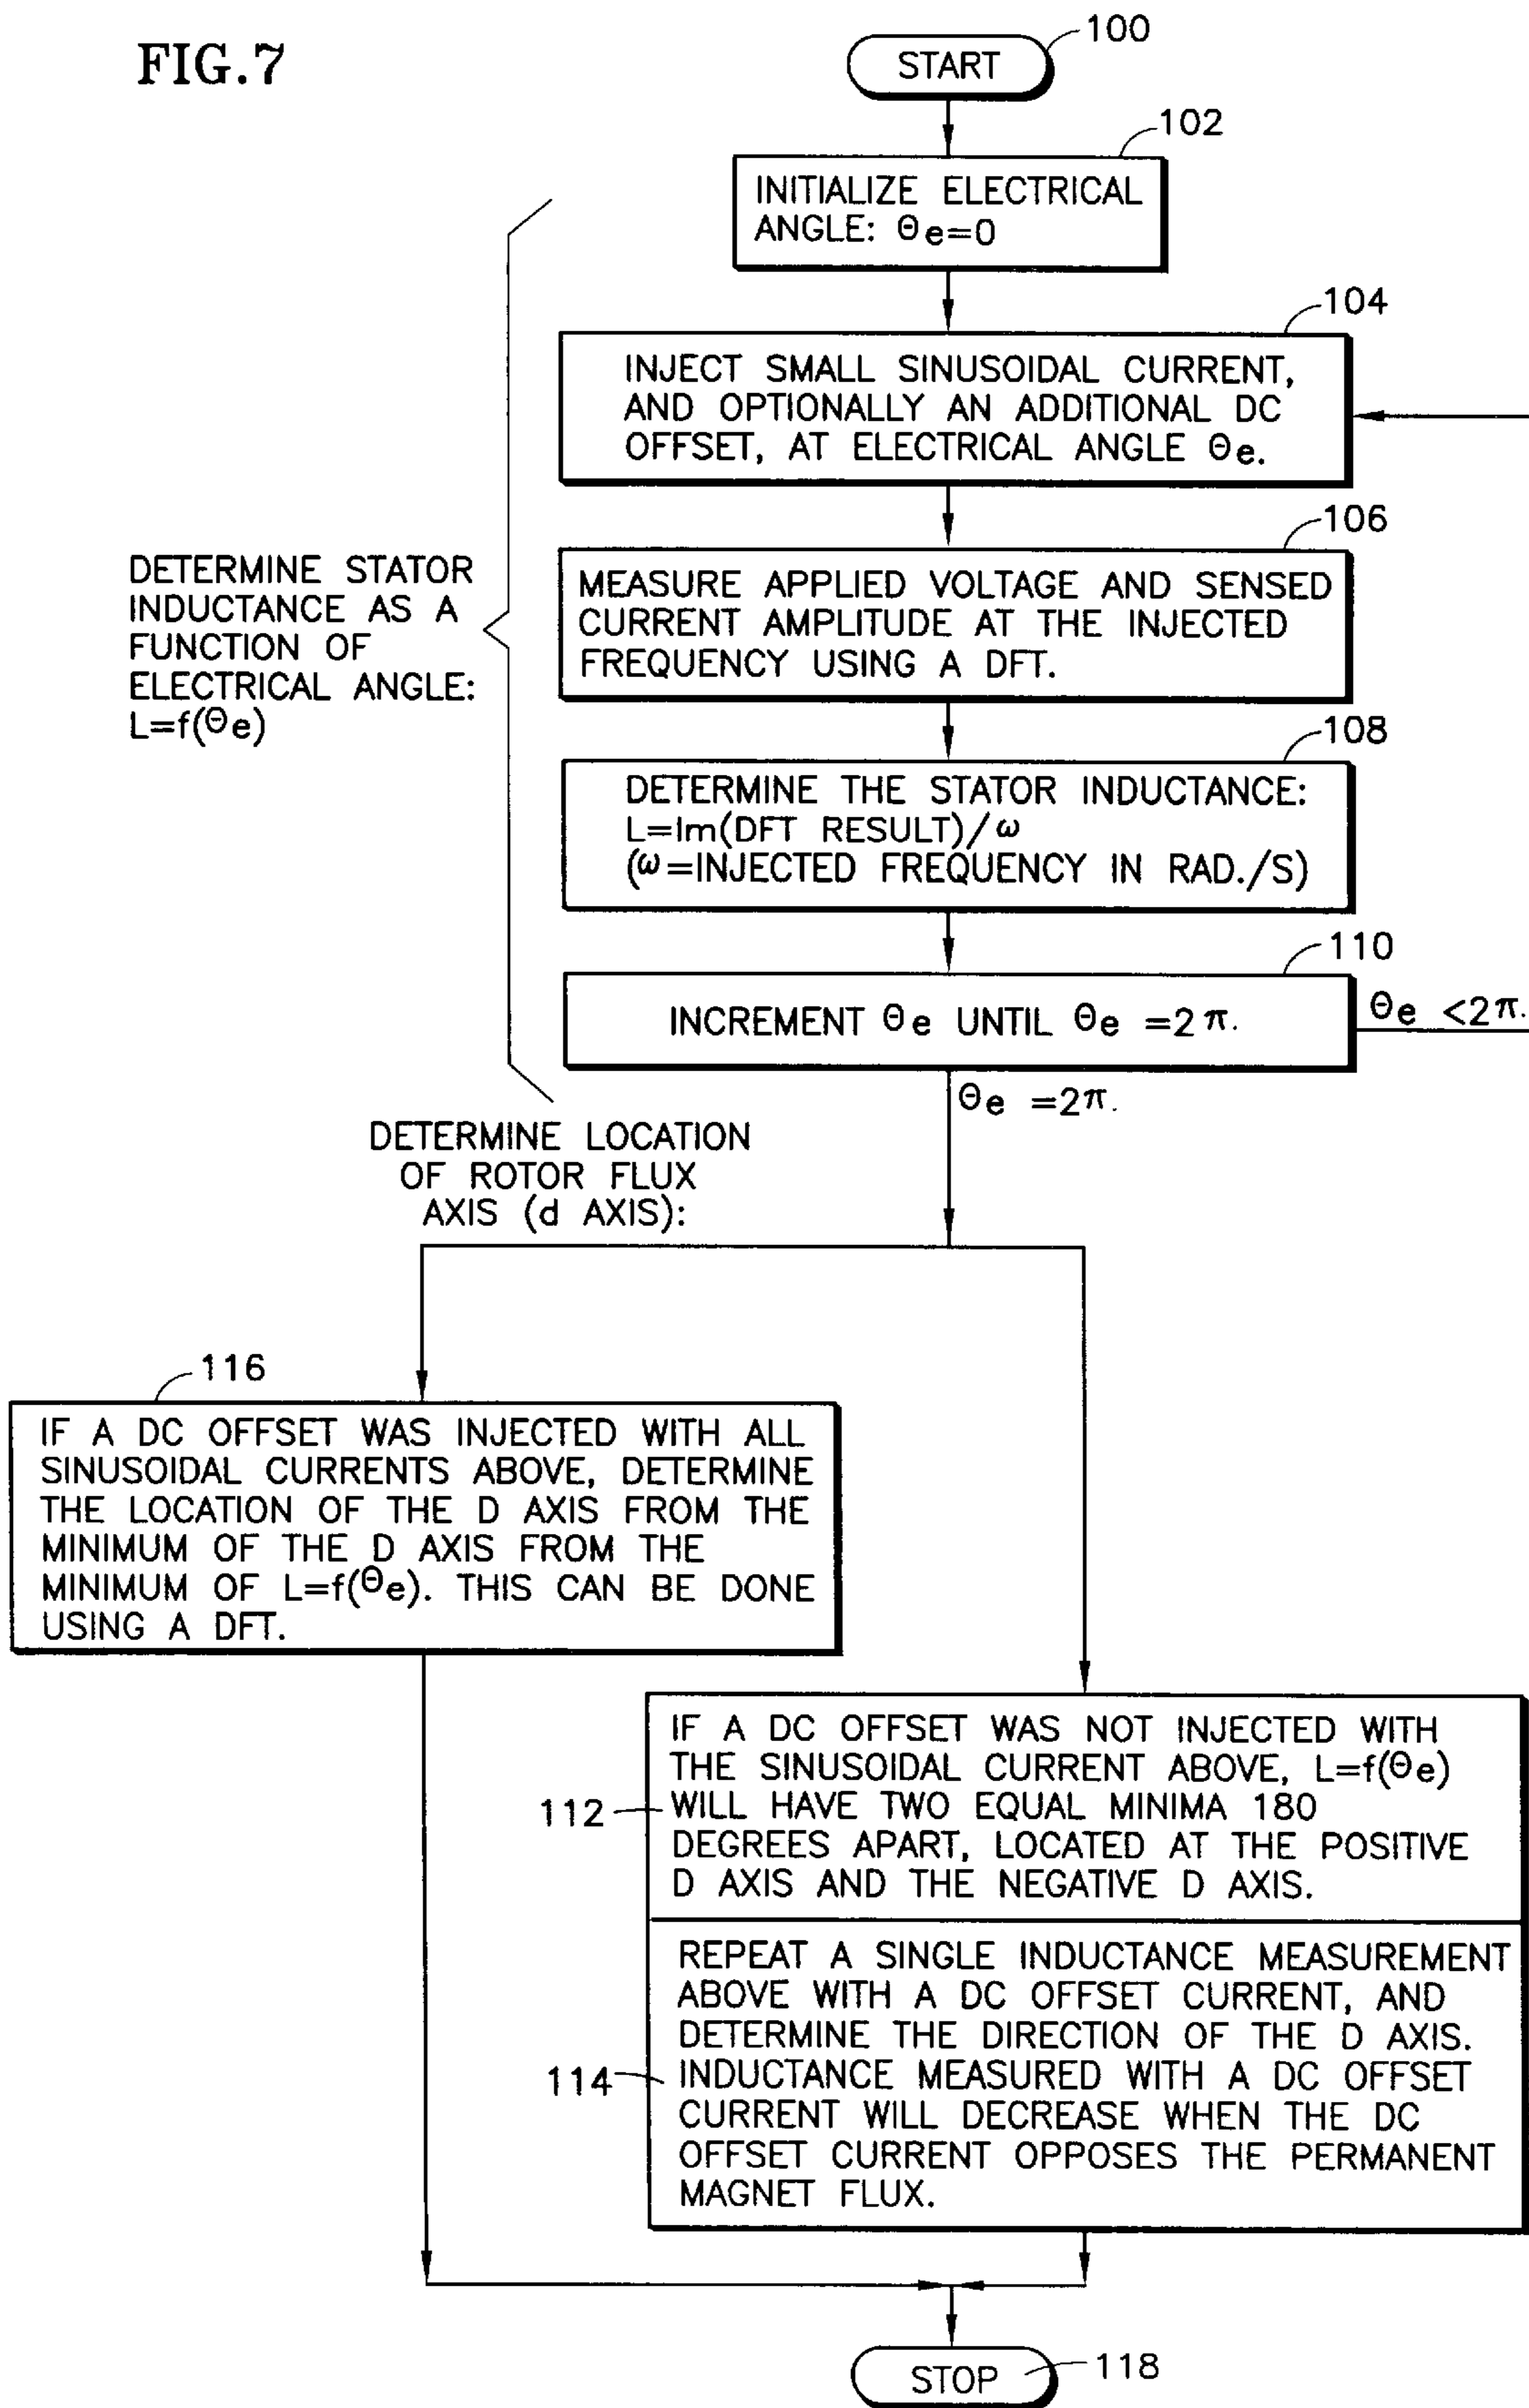 FIG.7
100
START
102
INITIALIZE ELECTRICAL
ANGLE: Θe=0
104
INJECT SMALL SINUSOIDAL CURRENT,
AND OPTIONALLY AN ADDITIONAL DC
OFFSET, AT ELECTRICAL ANGLE Θe.
106
MEASURE APPLIED VOLTAGE AND SENSED
CURRENT AMPLITUDE AT THE INJECTED
FREQUENCY USING A DFT.
DETERMINE STATOR
INDUCTANCE AS A
FUNCTION OF
ELECTRICAL ANGLE:
L=f(Θe)
108
DETERMINE THE STATOR INDUCTANCE:
L=Im(DFT RESULT)/ω
(ω=INJECTED FREQUENCY IN RAD./S)
110
INCREMENT Θe UNTIL Θe =2π.
Θe <2π.
Θe =2π.
DETERMINE LOCATION
OF ROTOR FLUX
AXIS (d AXIS):
116
IF A DC OFFSET WAS INJECTED WITH ALL
SINUSOIDAL CURRENTS ABOVE, DETERMINE
THE LOCATION OF THE D AXIS FROM THE
MINIMUM OF THE D AXIS FROM THE
MINIMUM OF L=f(Θe). THIS CAN BE DONE
USING A DFT.
112
IF A DC OFFSET WAS NOT INJECTED WITH
THE SINUSOIDAL CURRENT ABOVE, L=f(Θe)
WILL HAVE TWO EQUAL MINIMA 180
DEGREES APART, LOCATED AT THE POSITIVE
D AXIS AND THE NEGATIVE D AXIS.
114
REPEAT A SINGLE INDUCTANCE MEASUREMENT
ABOVE WITH A DC OFFSET CURRENT, AND
DETERMINE THE DIRECTION OF THE D AXIS.
INDUCTANCE MEASURED WITH A DC OFFSET
CURRENT WILL DECREASE WHEN THE DC
OFFSET CURRENT OPPOSES THE PERMANENT
MAGNET FLUX.
STOP
118